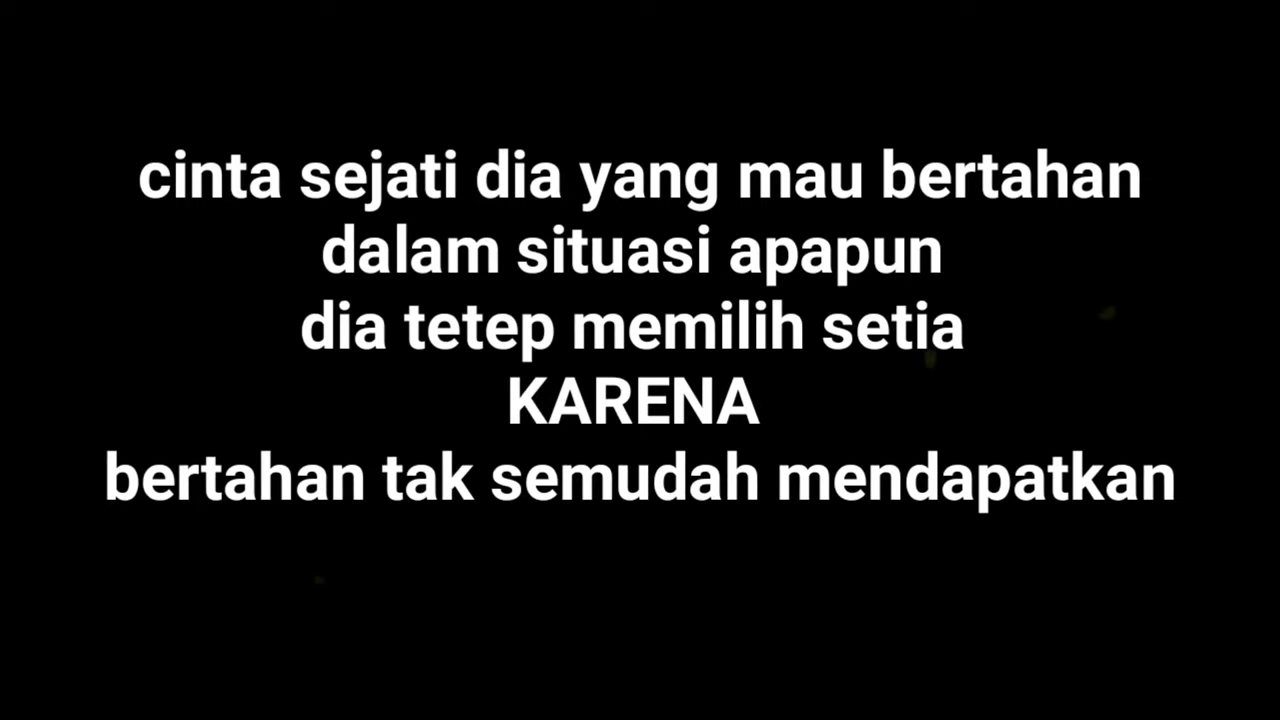 cinta sejati dia yang mau bertahan
dalam situasi apapun
dia tetep memilih setia
KARENA
bertahan tak semudah mendapatkan